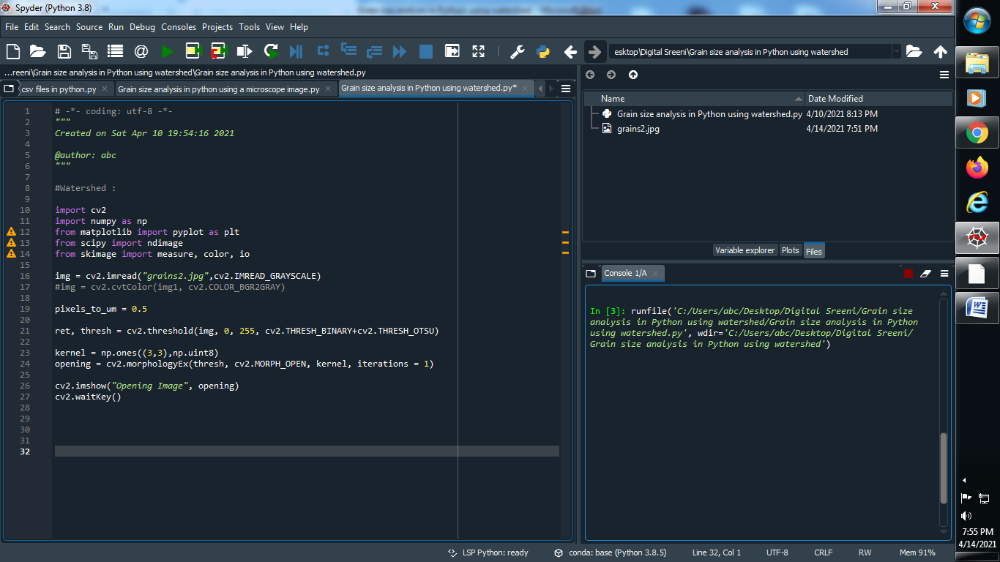 Spyder (Python 3.8)
File Edit Search Source Run Debug Consoles Projects Tools View Help
esktop\Digital Sreeni\Grain size analysis in Python using watershed
...reeni\Grain size analysis in Python using watershed\Grain size analysis in Python using watershed.py
csv files in python.py Grain size analysis in python using a microscope image.py Grain size analysis in Python using watershed.py*
1 # -*- coding: utf-8 -*-
2 """
3 Created on Sat Apr 10 19:54:16 2021
4
5 @author: abc
6 """
7
8 #Watershed :
9
10 import cv2
11 import numpy as np
12 from matplotlib import pyplot as plt
13 from scipy import ndimage
14 from skimage import measure, color, io
15
16 img = cv2.imread("grains2.jpg",cv2.IMREAD_GRAYSCALE)
17 #img = cv2.cvtColor(img1, cv2.COLOR_BGR2GRAY)
18
19 pixels_to_um = 0.5
20
21 ret, thresh = cv2.threshold(img, 0, 255, cv2.THRESH_BINARY+cv2.THRESH_OTSU)
22
23 kernel = np.ones((3,3),np.uint8)
24 opening = cv2.morphologyEx(thresh, cv2.MORPH_OPEN, kernel, iterations = 1)
25
26 cv2.imshow("Opening Image", opening)
27 cv2.waitKey()
28
29
30
31
32
Name Date Modified
Grain size analysis in Python using watershed.py 4/10/2021 8:13 PM
grains2.jpg 4/14/2021 7:51 PM
Variable explorer Plots Files
Console 1/A
In [3]: runfile('C:/Users/abc/Desktop/Digital Sreeni/Grain size
analysis in Python using watershed/Grain size analysis in Python
using watershed.py', wdir='C:/Users/abc/Desktop/Digital Sreeni/
Grain size analysis in Python using watershed')
LSP Python: ready conda: base (Python 3.8.5) Line 32, Col 1 UTF-8 CRLF RW Mem 91%
7:55 PM
4/14/2021